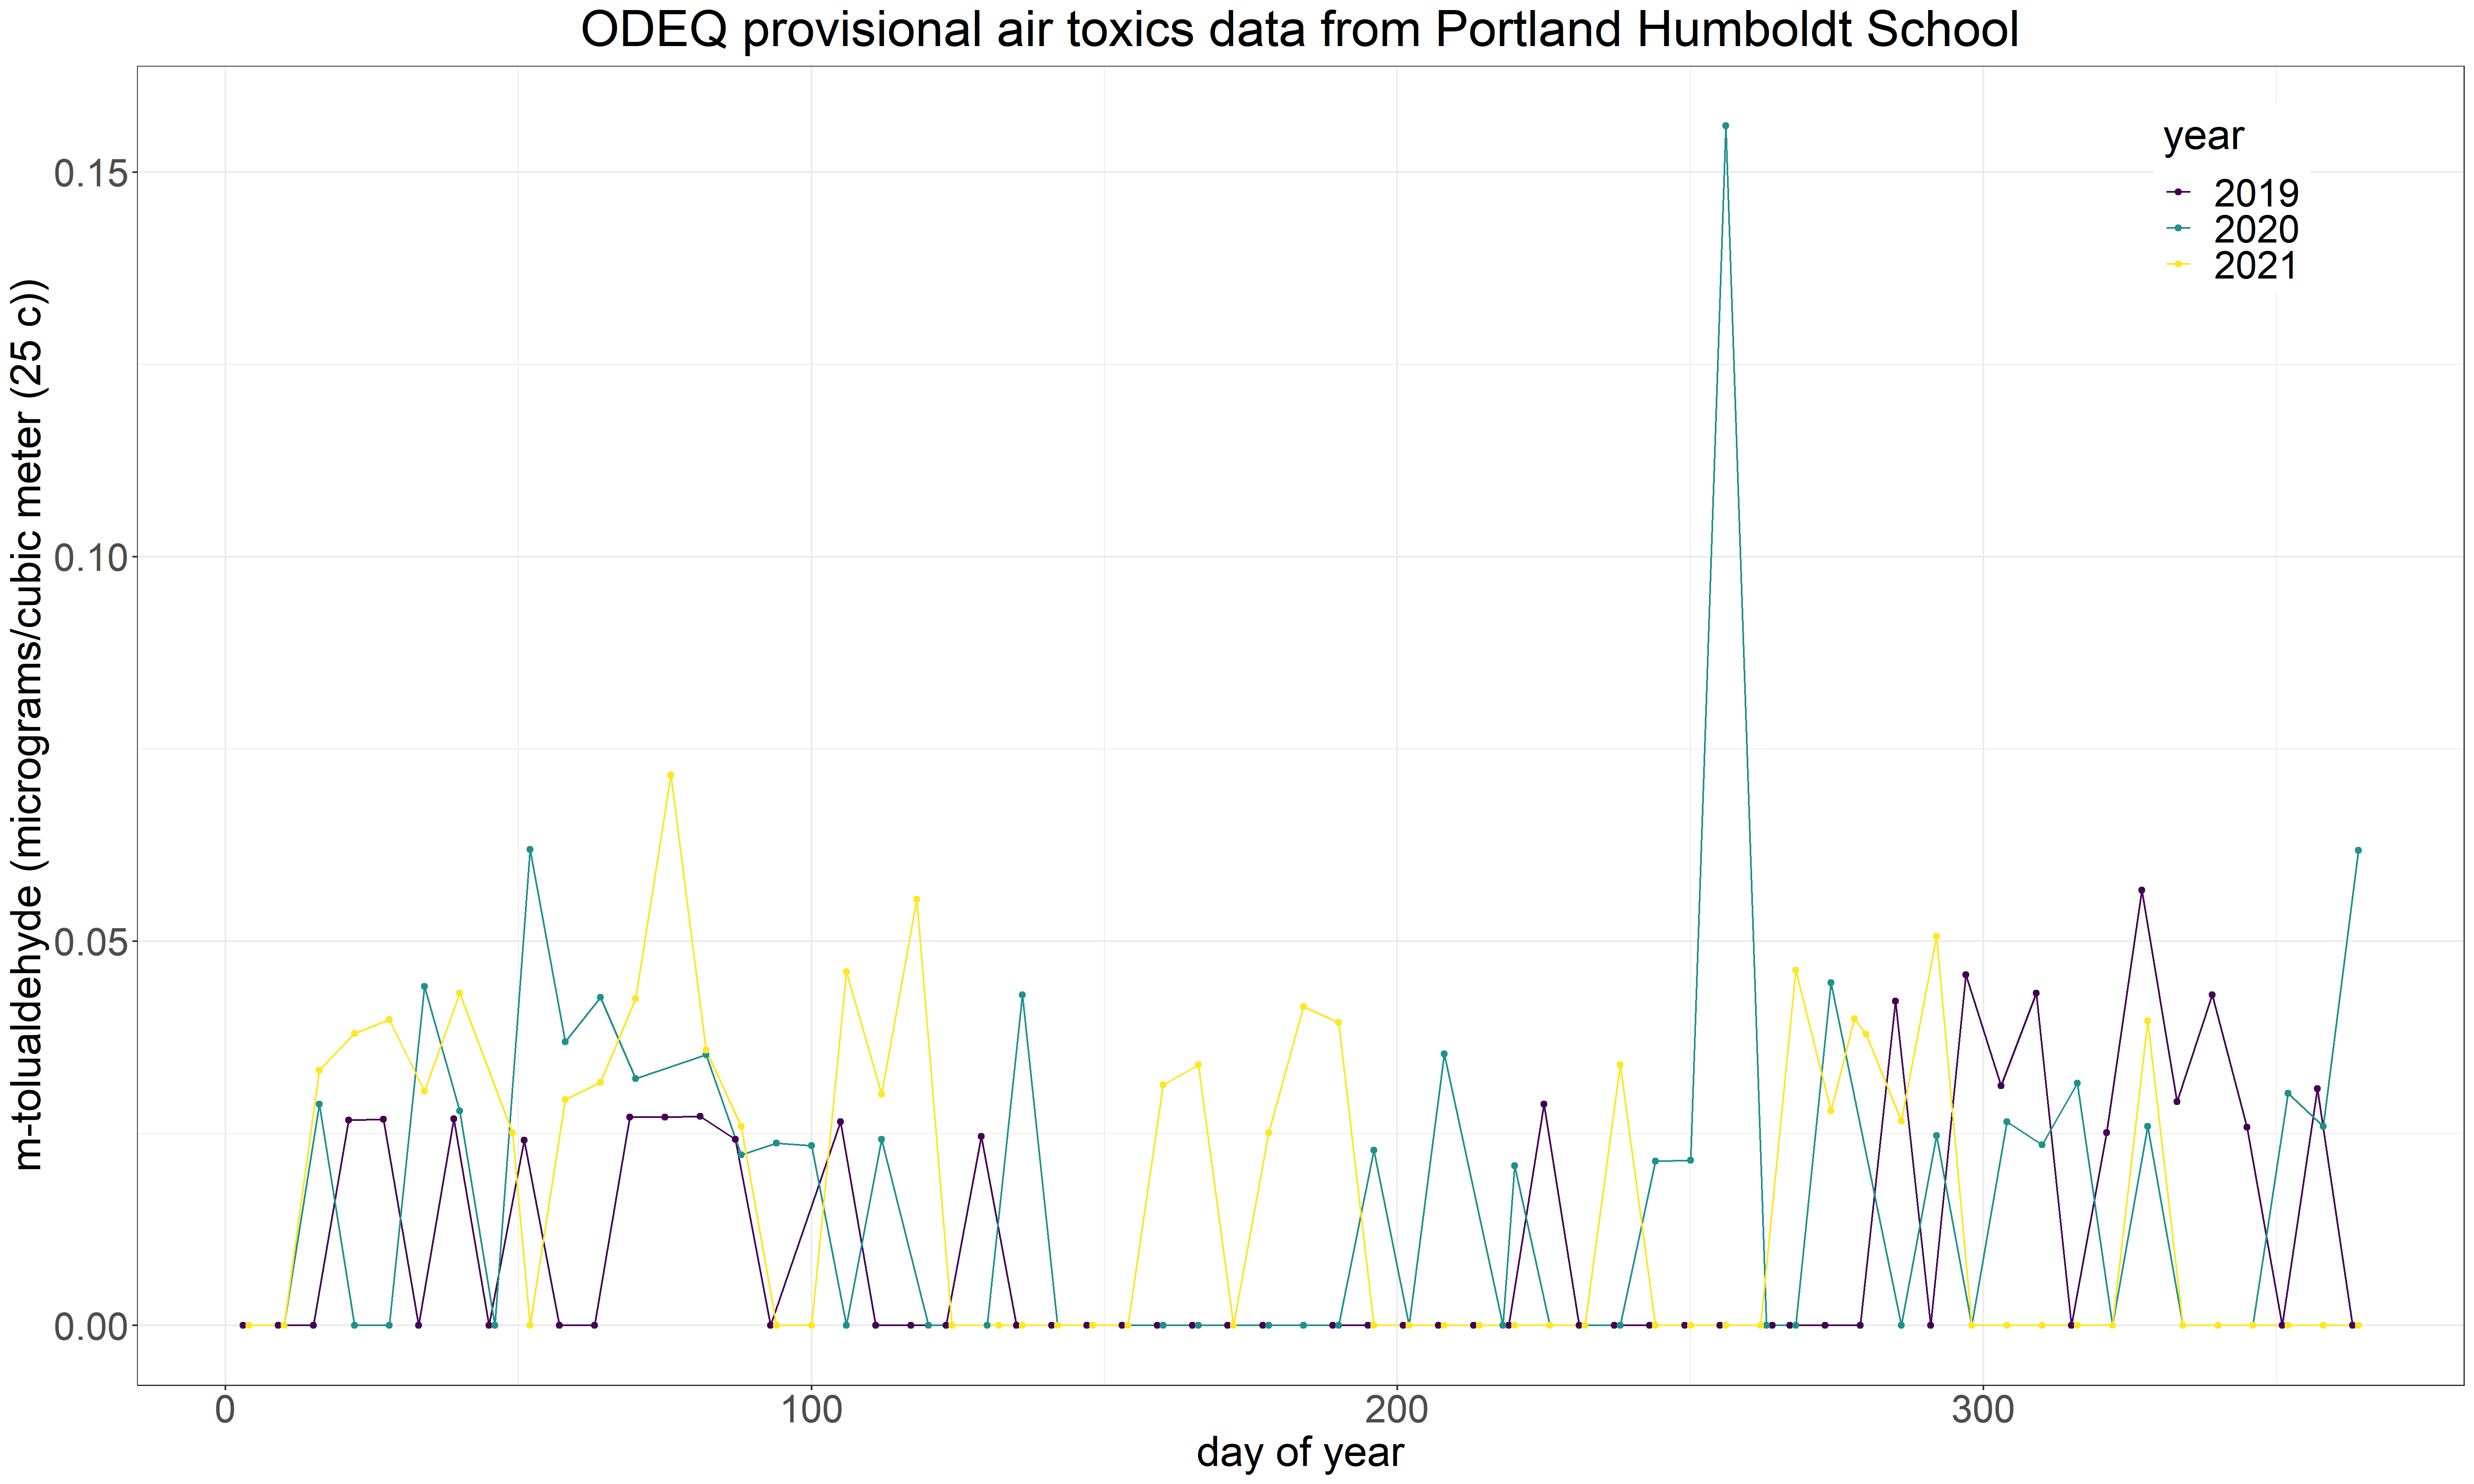 ODEQ provisional air toxics data from Portland Humboldt School
m-tolualdehyde (micrograms/cubic meter (25 c))
0.15
0.10
0.05
0.00
year
2019
2020
2021
0
100
200
300
day of year